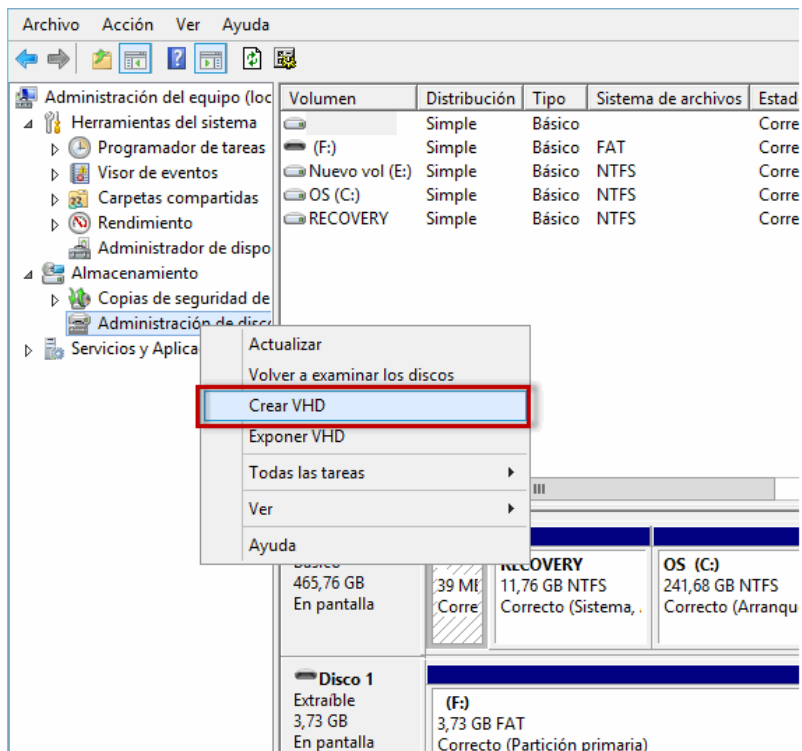 Archivo Acción Ver Ayuda
Administración del equipo (loc
Herramientas del sistema
Programador de tareas
Visor de eventos
Carpetas compartidas
Rendimiento
Administrador de dispo
Almacenamiento
Copias de seguridad de
Administración de disc
Servicios y Aplica
Volumen Distribución Tipo Sistema de archivos Estad
Simple Básico Corre
(F:) Simple Básico FAT Corre
Nuevo vol (E:) Simple Básico NTFS Corre
OS (C:) Simple Básico NTFS Corre
RECOVERY Simple Básico NTFS Corre
Actualizar
Volver a examinar los discos
Crear VHD
Exponer VHD
Todas las tareas
Ver
Ayuda
Básico
465,76 GB
En pantalla
39 ME
Corre
RECOVERY
11,76 GB NTFS
Correcto (Sistema, .
OS (C:)
241,68 GB NTFS
Correcto (Arranqu
Disco 1
Extraíble
3,73 GB
En pantalla
(F:)
3,73 GB FAT
Correcto (Partición primaria)